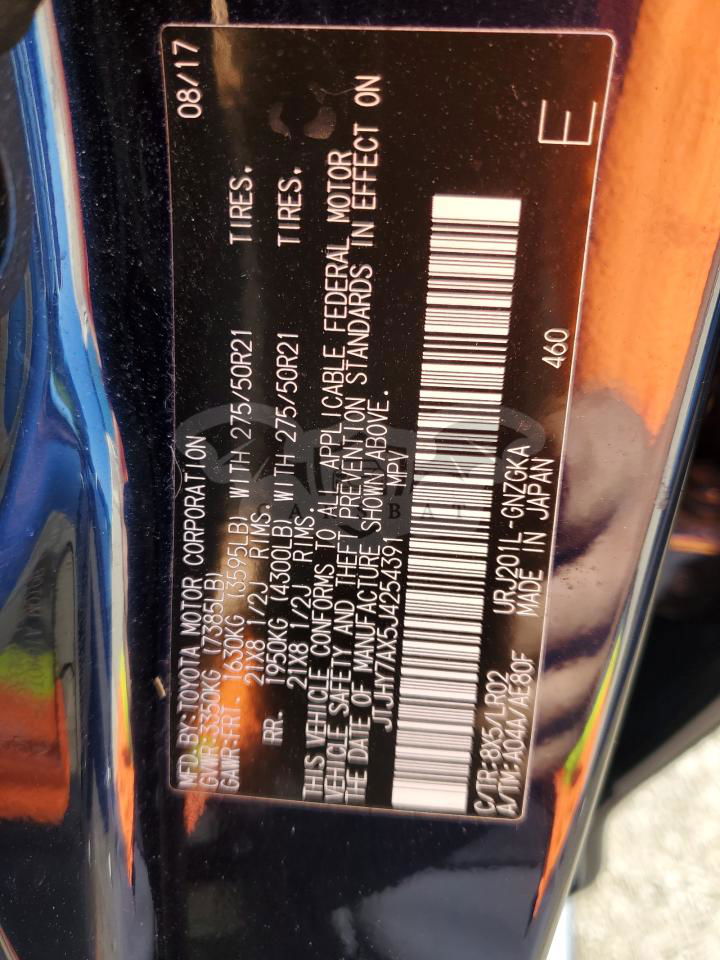 MFD BY:TOYOTA MOTOR CORPORATION 08/17
GVWR:3350KG (7385LB)
GAWR:FRT. 1630KG (3595LB) WITH 275/50R21 TIRES.
21X8 1/2J RIMS.
RR. 1950KG (4300LB) WITH 275/50R21 TIRES.
21X8 1/2J RIMS.
THIS VEHICLE CONFORMS TO ALL APPLICABLE FEDERAL MOTOR
VEHICLE SAFETY AND THEFT PREVENTION STANDARDS IN EFFECT ON
THE DATE OF MANUFACTURE SHOWN ABOVE.
JTJHY7AX5J4254391 MPV
C/TR:8X5/LR02 URJ201L-GNZGKA 460
A/TM:A04A/AE80F MADE IN JAPAN
E